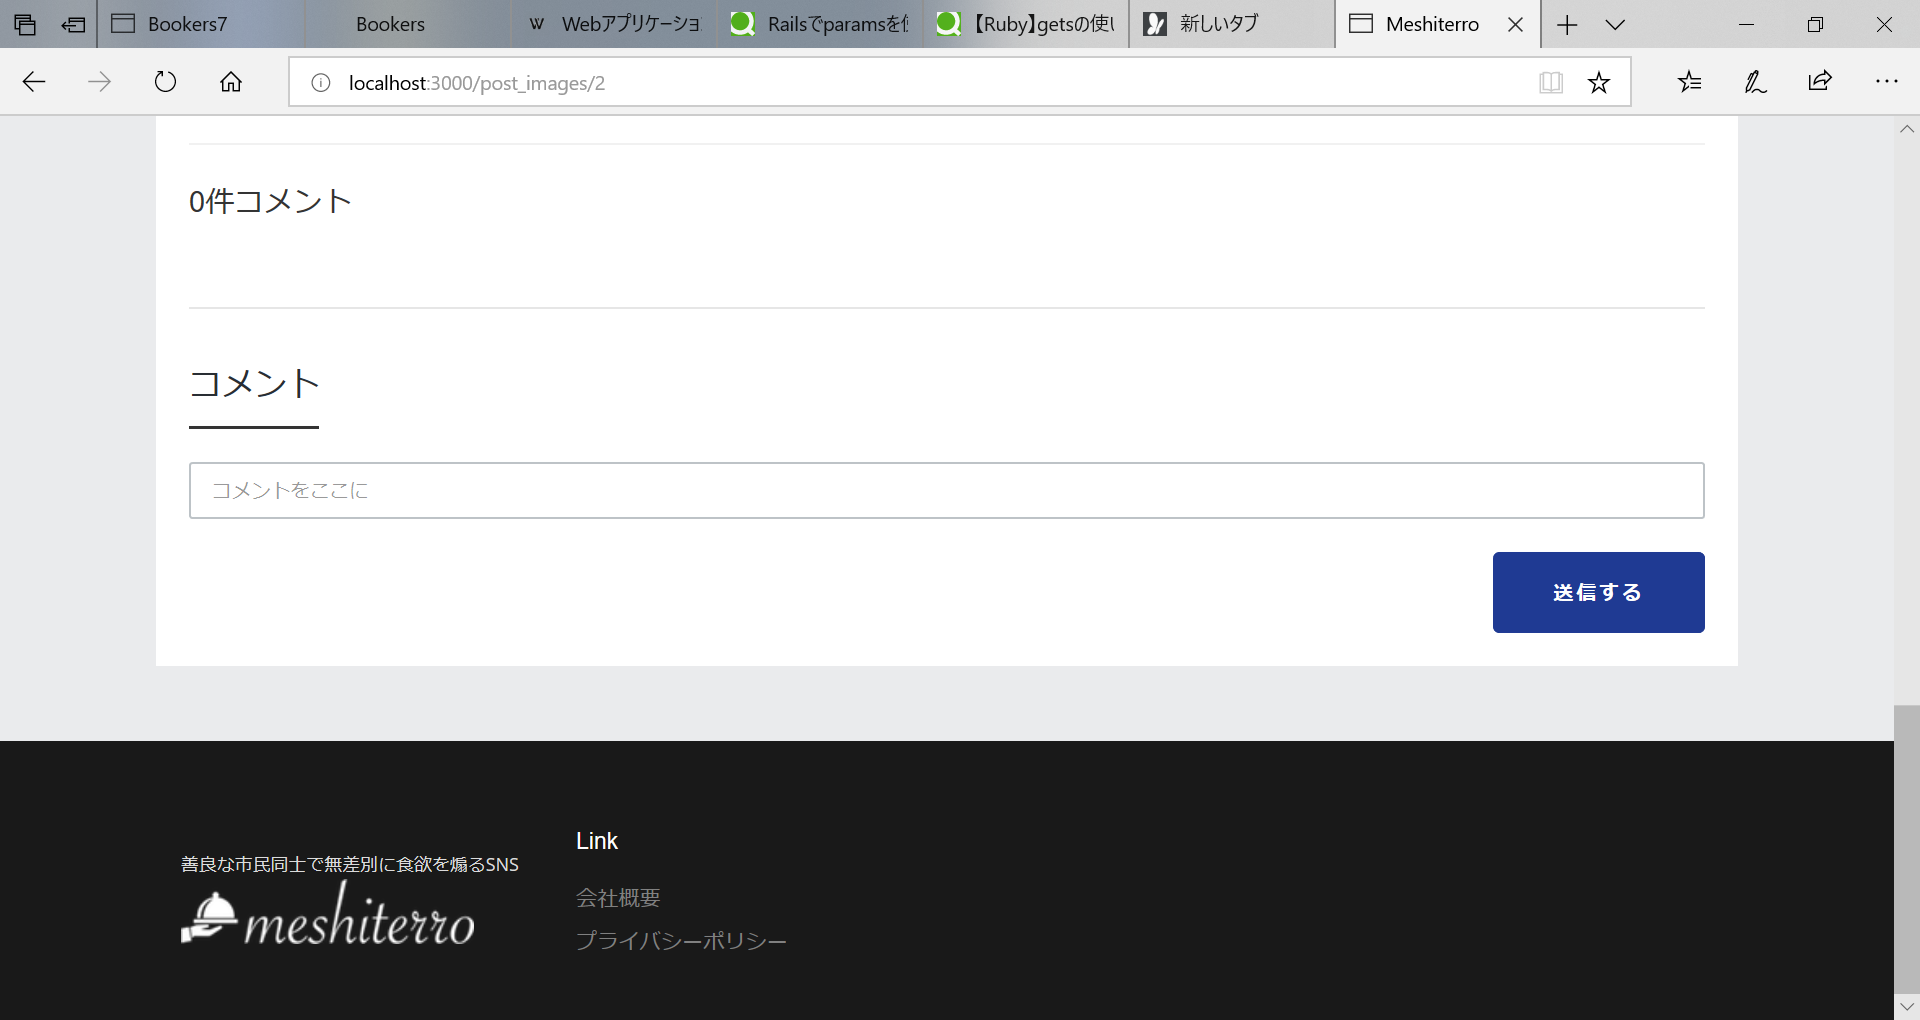 Bookers7
Bookers
W Webアプリケーション
Railsでparamsを使
【Ruby】getsの使い
新しいタブ
Meshiterro
localhost:3000/post_images/2
0件コメント
コメント
コメントをここに
送信する
善良な市民同士で無差別に食欲を煽るSNS
meshiterro
Link
会社概要
プライバシーポリシー